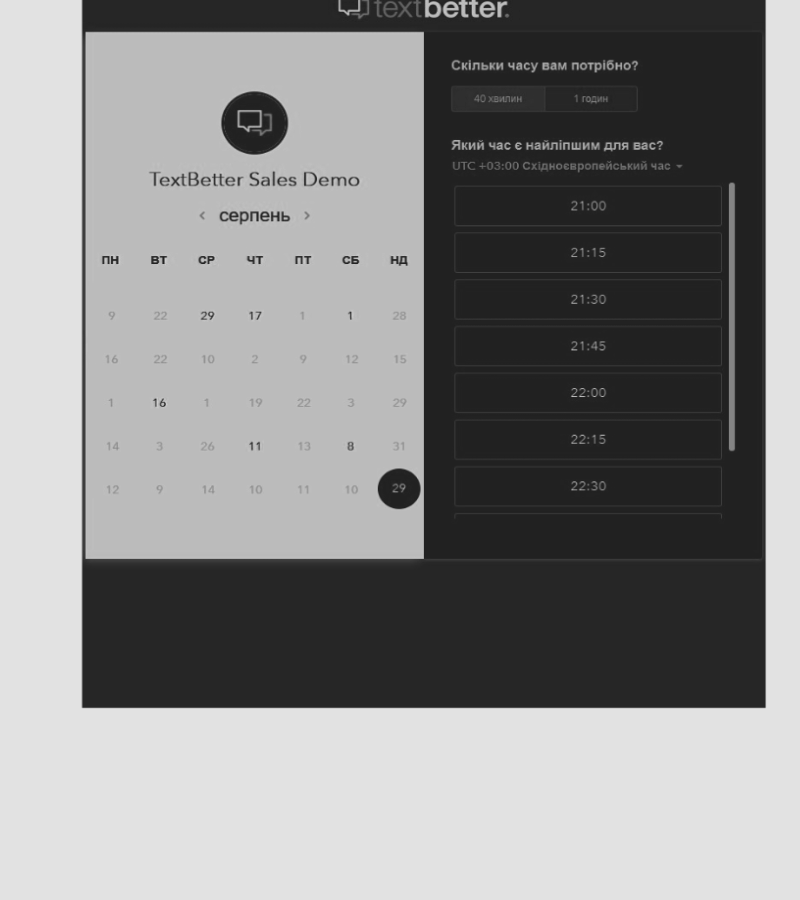 textbetter.
TextBetter Sales Demo
‹ серпень ›
ПН ВТ СР ЧТ ПТ СБ НД
9 22 29 17 1 1 28
16 22 10 2 9 12 15
1 16 1 19 22 3 29
14 3 26 11 13 8 31
12 9 14 10 11 10 29
Скільки часу вам потрібно?
40 хвилин 1 годин
Який час є найліпшим для вас?
UTC +03:00 Східноєвропейський час
21:00
21:15
21:30
21:45
22:00
22:15
22:30